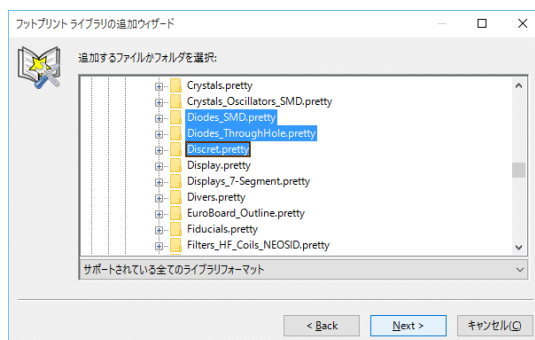 フットプリント ライブラリの追加ウィザード
追加するファイルかフォルダを選択:
Crystals.pretty
Crystals_Oscillators_SMD.pretty
Diodes_SMD.pretty
Diodes_ThroughHole.pretty
Discret.pretty
Display.pretty
Displays_7-Segment.pretty
Divers.pretty
EuroBoard_Outline.pretty
Fiducials.pretty
Filters_HF_Coils_NEOSID.pretty
サポートされている全てのライブラリフォーマット
< Back Next > キャンセル(C)